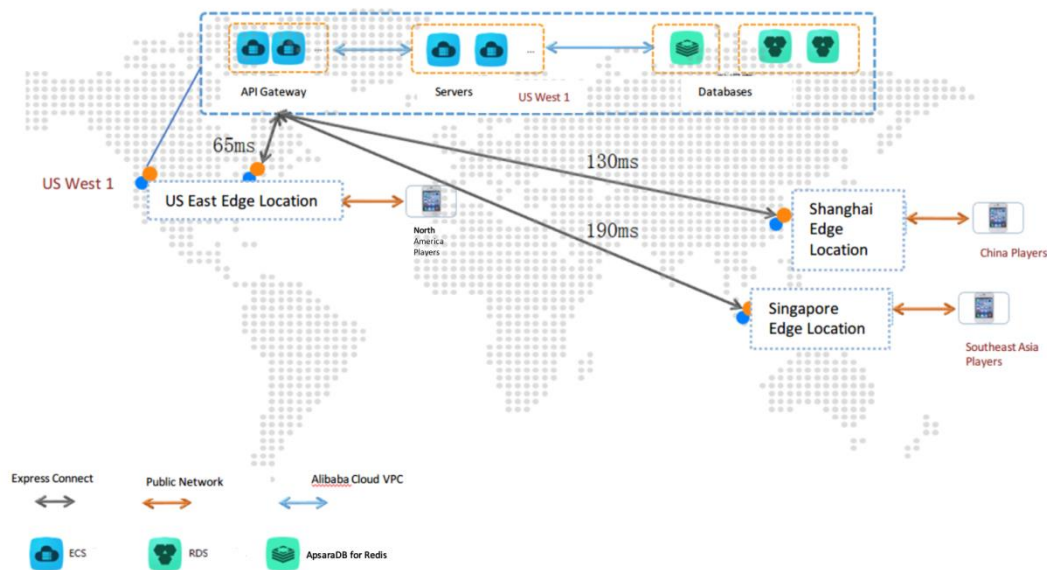 ...
...
API Gateway
Servers
US West 1
Databases
65ms
130ms
190ms
US West 1
US East Edge Location
North
America
Players
Shanghai
Edge
Location
China Players
Singapore
Edge Location
Southeast Asia
Players
Express Connect
Public Network
Alibaba Cloud VPC
ECS
RDS
ApsaraDB for Redis